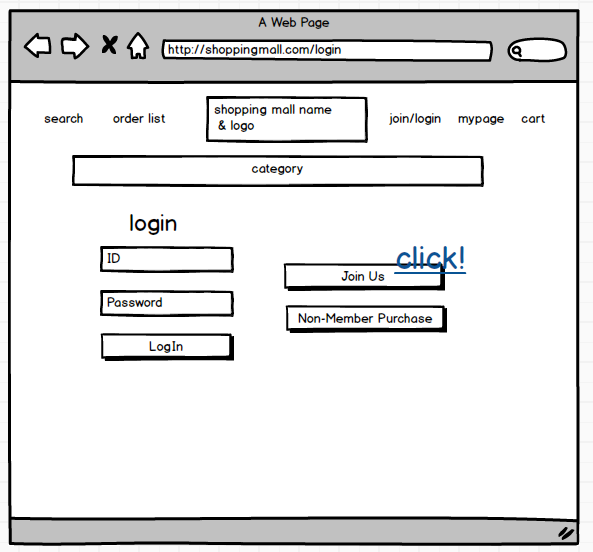 A Web Page
http://shoppingmall.com/login
search
order list
shopping mall name
& logo
join/login
mypage
cart
category
login
ID
Password
LogIn
click!
Join Us
Non-Member Purchase